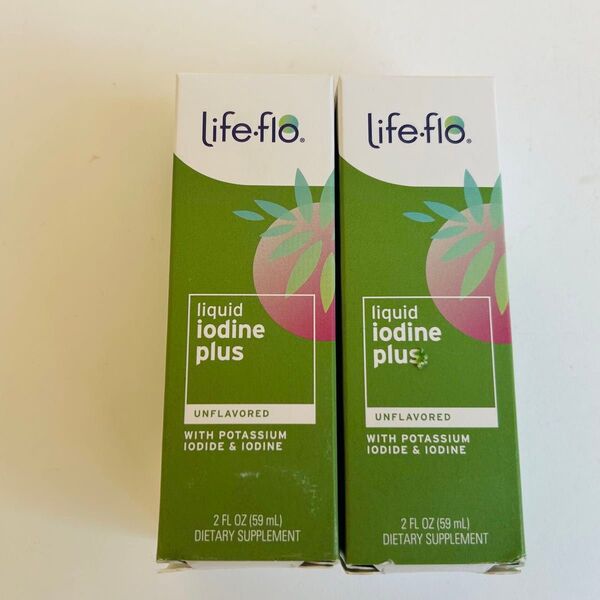 life·flo®
liquid
iodine
plus
UNFLAVORED
WITH POTASSIUM
IODIDE & IODINE
2 FL OZ (59 mL)
DIETARY SUPPLEMENT
life·flo®
liquid
iodine
plus
UNFLAVORED
WITH POTASSIUM
IODIDE & IODINE
2 FL OZ (59 mL)
DIETARY SUPPLEMENT